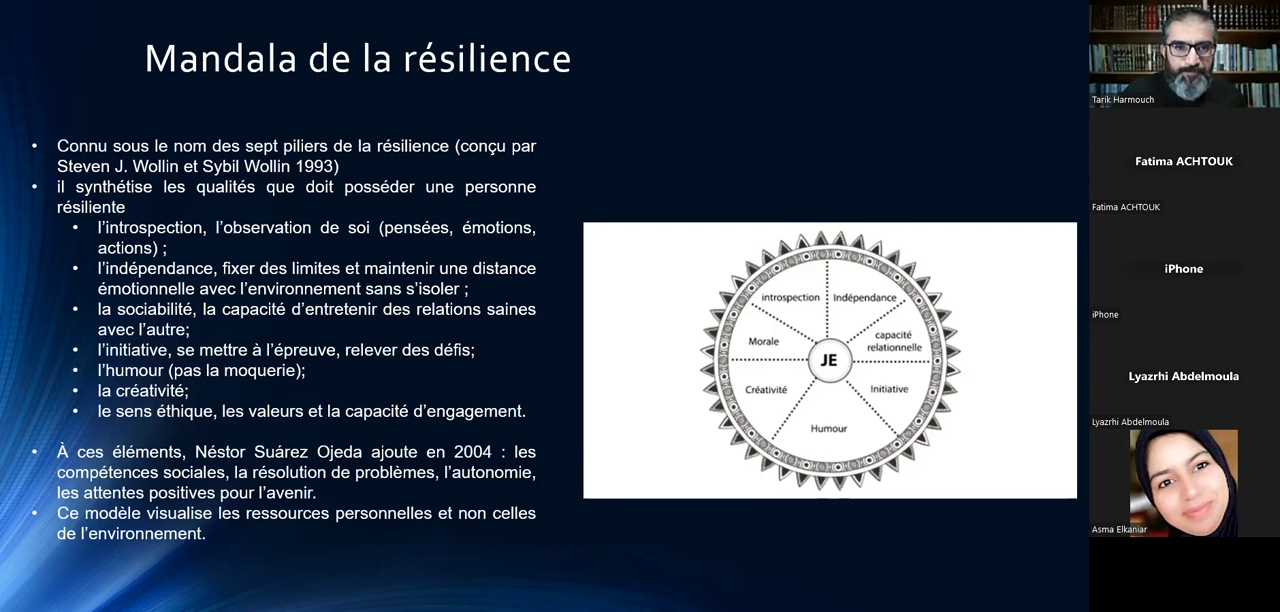 Mandala de la résilience
• Connu sous le nom des sept piliers de la résilience (conçu par
Steven J. Wollin et Sybil Wollin 1993)
• il synthétise les qualités que doit posséder une personne
résiliente
• l'introspection, l'observation de soi (pensées, émotions,
actions) ;
• l'indépendance, fixer des limites et maintenir une distance
émotionnelle avec l'environnement sans s'isoler ;
• la sociabilité, la capacité d'entretenir des relations saines
avec l'autre;
• l'initiative, se mettre à l'épreuve, relever des défis;
• l'humour (pas la moquerie);
• la créativité;
• le sens éthique, les valeurs et la capacité d'engagement.
• À ces éléments, Néstor Suárez Ojeda ajoute en 2004 : les
compétences sociales, la résolution de problèmes, l'autonomie,
les attentes positives pour l'avenir.
• Ce modèle visualise les ressources personnelles et non celles
de l'environnement.
introspection
Indépendance
Morale
capacité
relationnelle
JE
Créativité
Initiative
Humour
Tarik Harmouch
Fatima ACHTOUK
Fatima ACHTOUK
iPhone
iPhone
Lyazrhi Abdelmoula
Lyazrhi Abdelmoula
Asma Elkaniar